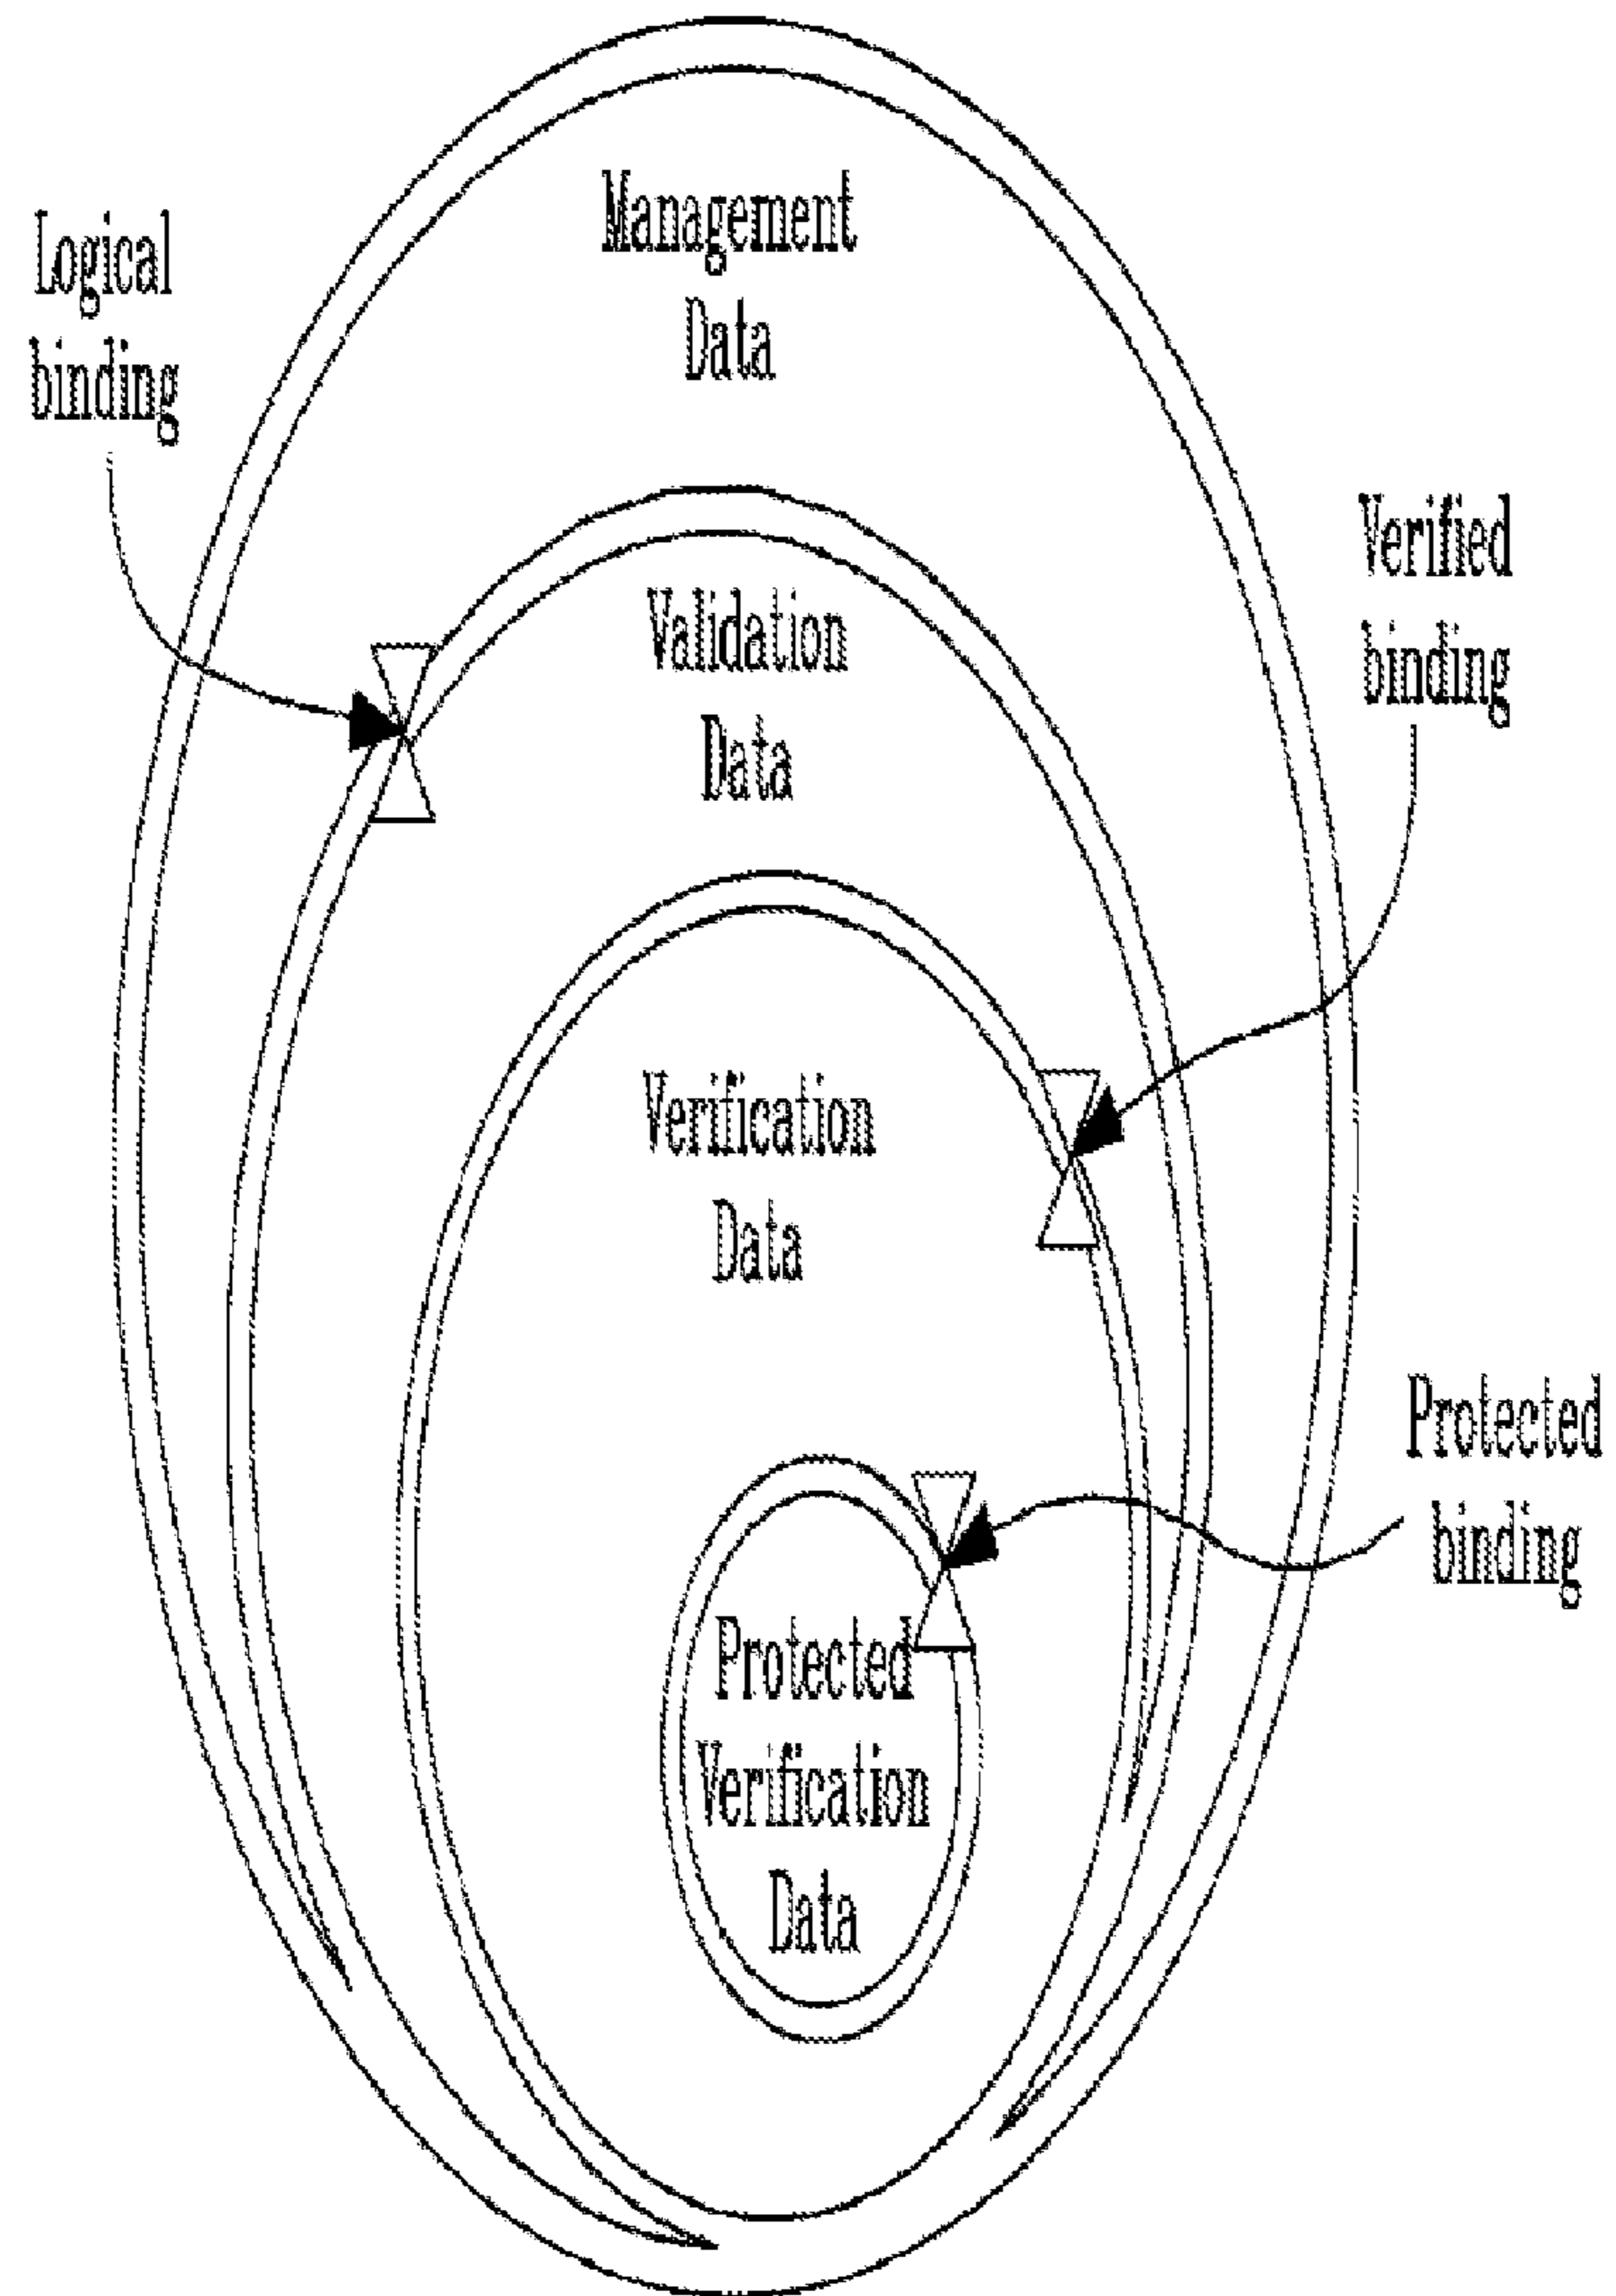 Management
Data
Logical
binding
Verified
binding
Validation
Data
Verification
Data
Protected
binding
Protected
Verification
Data